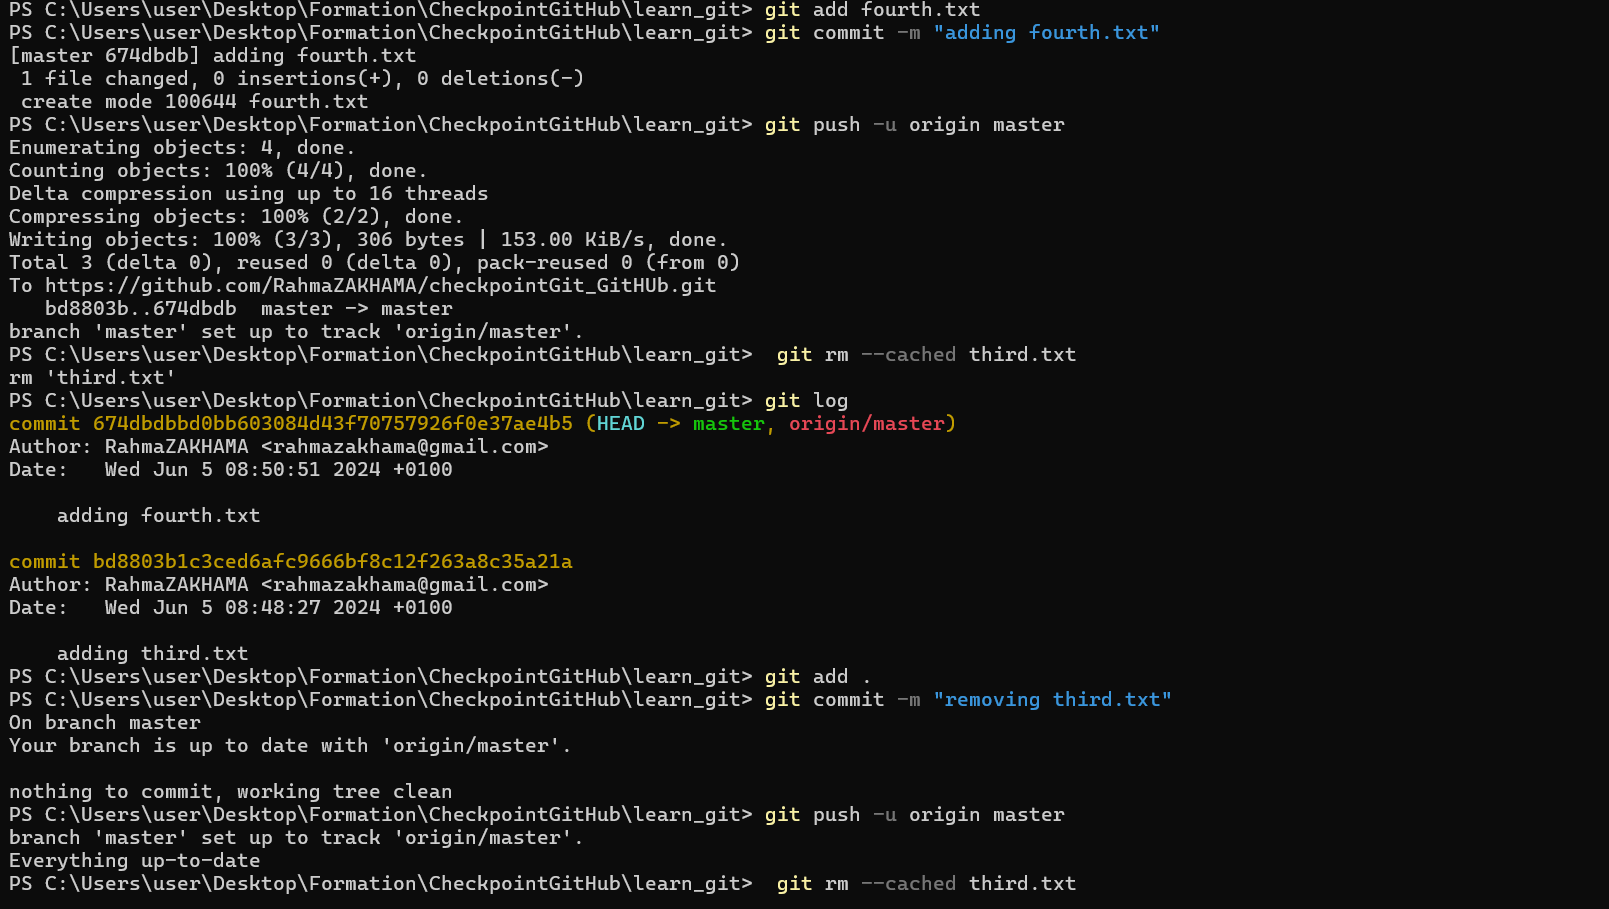 PS C:\Users\user\Desktop\Formation\CheckpointGitHub\learn_git> git add fourth.txt
PS C:\Users\user\Desktop\Formation\CheckpointGitHub\learn_git> git commit -m "adding fourth.txt"
[master 674dbdb] adding fourth.txt
 1 file changed, 0 insertions(+), 0 deletions(-)
 create mode 100644 fourth.txt
PS C:\Users\user\Desktop\Formation\CheckpointGitHub\learn_git> git push -u origin master
Enumerating objects: 4, done.
Counting objects: 100% (4/4), done.
Delta compression using up to 16 threads
Compressing objects: 100% (2/2), done.
Writing objects: 100% (3/3), 306 bytes | 153.00 KiB/s, done.
Total 3 (delta 0), reused 0 (delta 0), pack-reused 0 (from 0)
To https://github.com/RahmaZAKHAMA/checkpointGit_GitHUb.git
   bd8803b..674dbdb  master -> master
branch 'master' set up to track 'origin/master'.
PS C:\Users\user\Desktop\Formation\CheckpointGitHub\learn_git>  git rm --cached third.txt
rm 'third.txt'
PS C:\Users\user\Desktop\Formation\CheckpointGitHub\learn_git> git log
commit 674dbdbbd0bb603084d43f70757926f0e37ae4b5 (HEAD -> master, origin/master)
Author: RahmaZAKHAMA <rahmazakhama@gmail.com>
Date:   Wed Jun 5 08:50:51 2024 +0100

    adding fourth.txt

commit bd8803b1c3ced6afc9666bf8c12f263a8c35a21a
Author: RahmaZAKHAMA <rahmazakhama@gmail.com>
Date:   Wed Jun 5 08:48:27 2024 +0100

    adding third.txt
PS C:\Users\user\Desktop\Formation\CheckpointGitHub\learn_git> git add .
PS C:\Users\user\Desktop\Formation\CheckpointGitHub\learn_git> git commit -m "removing third.txt"
On branch master
Your branch is up to date with 'origin/master'.

nothing to commit, working tree clean
PS C:\Users\user\Desktop\Formation\CheckpointGitHub\learn_git> git push -u origin master
branch 'master' set up to track 'origin/master'.
Everything up-to-date
PS C:\Users\user\Desktop\Formation\CheckpointGitHub\learn_git>  git rm --cached third.txt